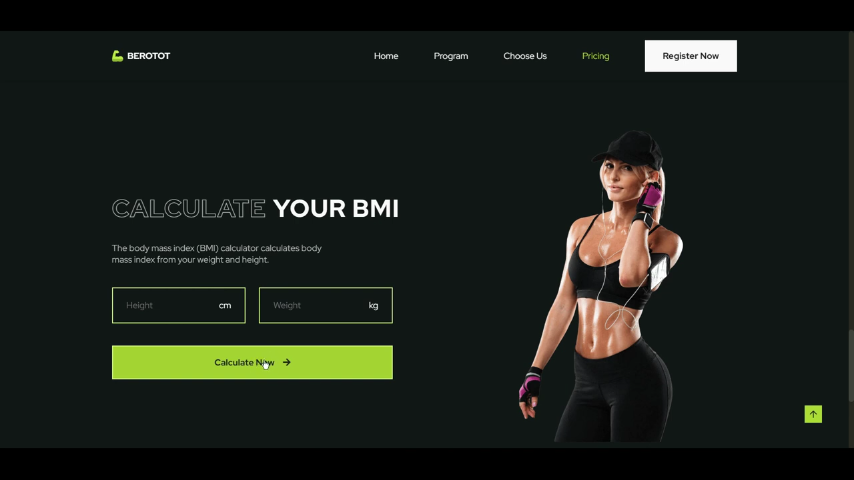 BEROTOT
Home
Program
Choose Us
Pricing
Register Now
CALCULATE YOUR BMI
The body mass index (BMI) calculator calculates body
mass index from your weight and height.
Height cm
Weight kg
Calculate Now